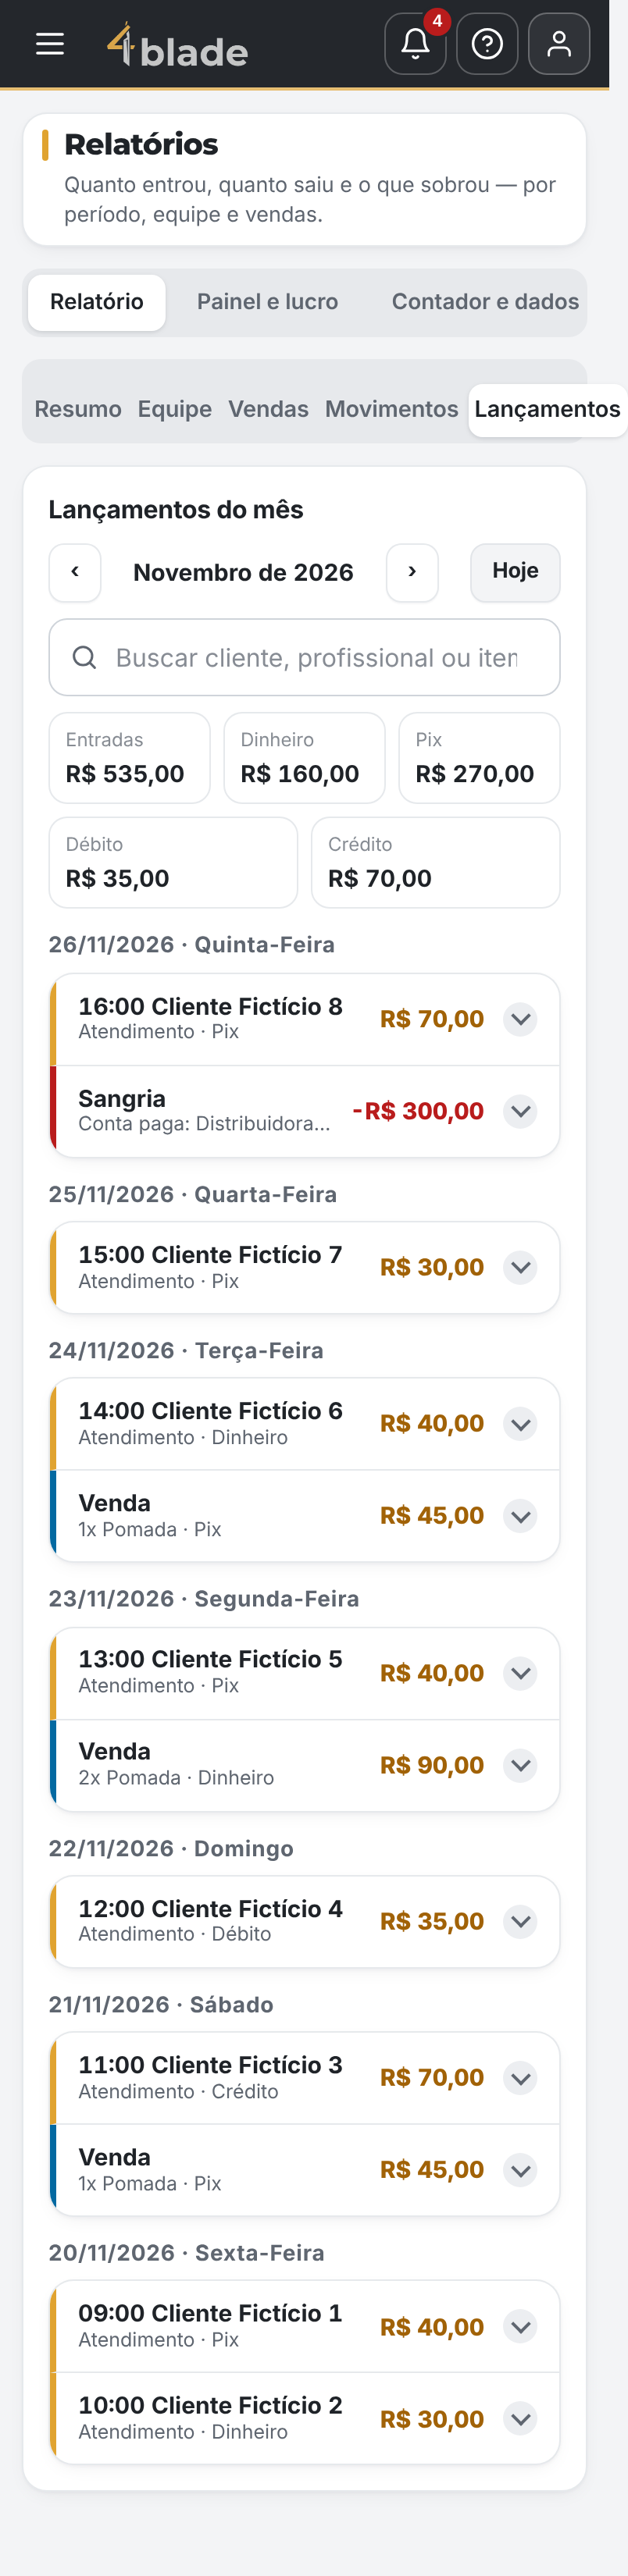 4blade
4
Relatórios
Quanto entrou, quanto saiu e o que sobrou — por
período, equipe e vendas.
Relatório Painel e lucro Contador e dados
Resumo Equipe Vendas Movimentos Lançamentos
Lançamentos do mês
‹ Novembro de 2026 › Hoje
Buscar cliente, profissional ou iten
Entradas Dinheiro Pix
R$ 535,00 R$ 160,00 R$ 270,00
Débito Crédito
R$ 35,00 R$ 70,00
26/11/2026 · Quinta-Feira
16:00 Cliente Fictício 8
Atendimento · Pix
R$ 70,00
Sangria
Conta paga: Distribuidora...
-R$ 300,00
25/11/2026 · Quarta-Feira
15:00 Cliente Fictício 7
Atendimento · Pix
R$ 30,00
24/11/2026 · Terça-Feira
14:00 Cliente Fictício 6
Atendimento · Dinheiro
R$ 40,00
Venda
1x Pomada · Pix
R$ 45,00
23/11/2026 · Segunda-Feira
13:00 Cliente Fictício 5
Atendimento · Pix
R$ 40,00
Venda
2x Pomada · Dinheiro
R$ 90,00
22/11/2026 · Domingo
12:00 Cliente Fictício 4
Atendimento · Débito
R$ 35,00
21/11/2026 · Sábado
11:00 Cliente Fictício 3
Atendimento · Crédito
R$ 70,00
Venda
1x Pomada · Pix
R$ 45,00
20/11/2026 · Sexta-Feira
09:00 Cliente Fictício 1
Atendimento · Pix
R$ 40,00
10:00 Cliente Fictício 2
Atendimento · Dinheiro
R$ 30,00